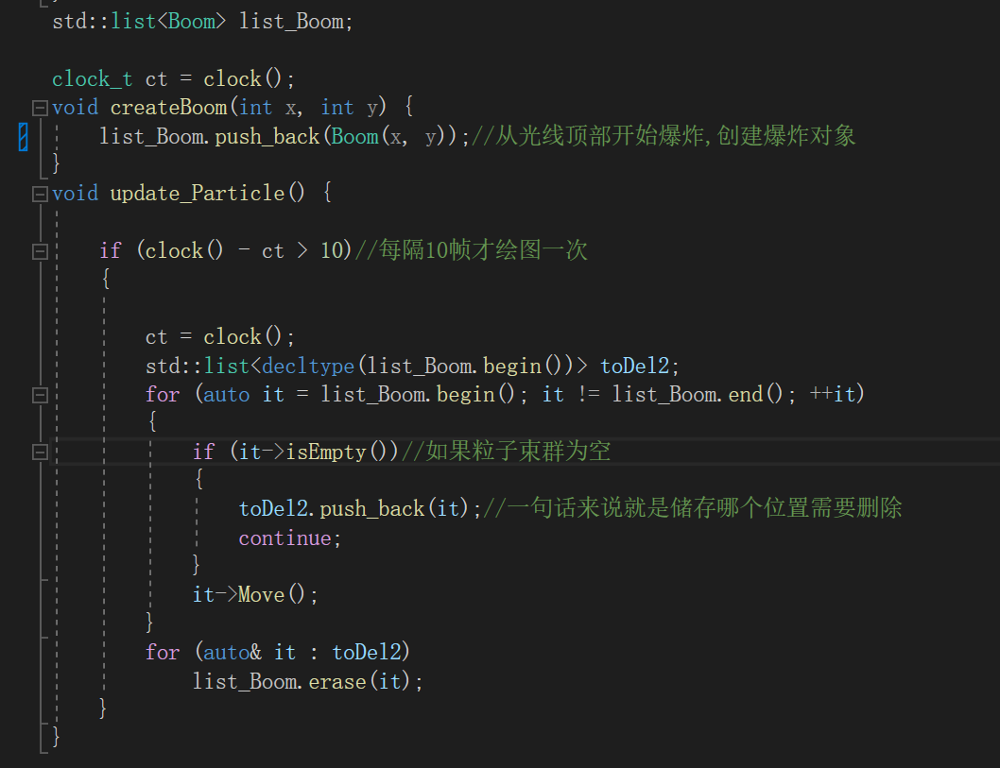 std::list<Boom> list_Boom;
clock_t ct = clock();
void createBoom(int x, int y) {
list_Boom.push_back(Boom(x, y));//从光线顶部开始爆炸,创建爆炸对象
}
void update_Particle() {
if (clock() - ct > 10)//每隔10帧才绘图一次
{
ct = clock();
std::list<decltype(list_Boom.begin())> toDel2;
for (auto it = list_Boom.begin(); it != list_Boom.end(); ++it)
{
if (it->isEmpty())//如果粒子束群为空
{
toDel2.push_back(it);//一句话来说就是储存哪个位置需要删除
continue;
}
it->Move();
}
for (auto& it : toDel2)
list_Boom.erase(it);
}
}